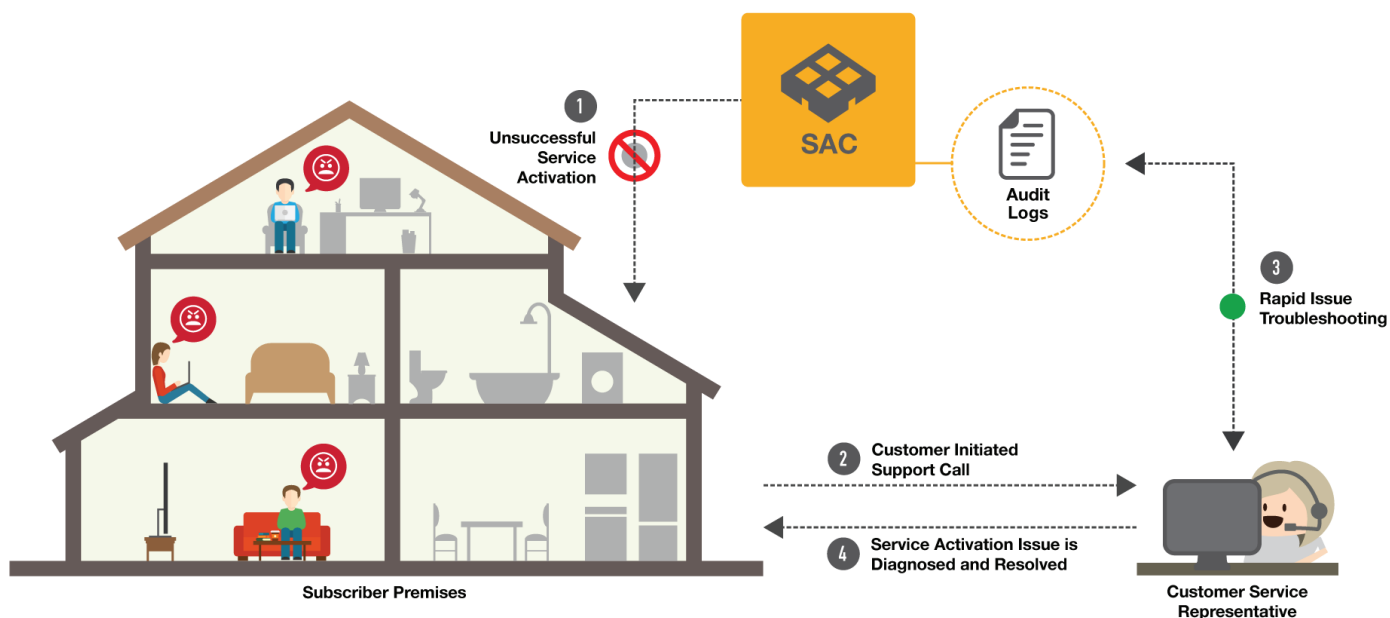 SAC
Audit
Logs
1
Unsuccessful
Service
Activation
2
Customer Initiated
Support Call
3
Rapid Issue
Troubleshooting
4
Service Activation Issue is
Diagnosed and Resolved
Subscriber Premises
Customer Service
Representative